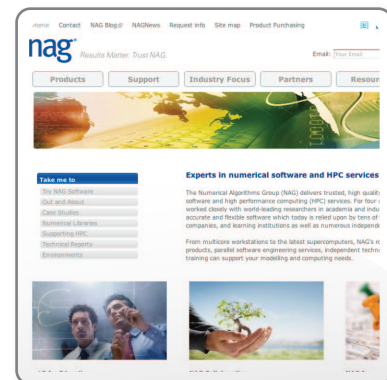 Home Contact NAG Blog NAGNews Request info Site map Product Purchasing
nag Results Matter. Trust NAG.
Email: Your Email
Products Support Industry Focus Partners Resour
Take me to
Try NAG Software
Out and About
Case Studies
Numerical Libraries
Supporting HPC
Technical Reports
Environments
Experts in numerical software and HPC services
The Numerical Algorithms Group (NAG) delivers trusted, high qualit
software and high performance computing (HPC) services. For four
worked closely with world-leading researchers in academia and indu
accurate and flexible software which today is relied upon by tens of
companies, and learning institutions as well as numerous independ
From multicore workstations to the latest supercomputers, NAG's
products, parallel software engineering services, independent techn
training can support your modelling and computing needs.